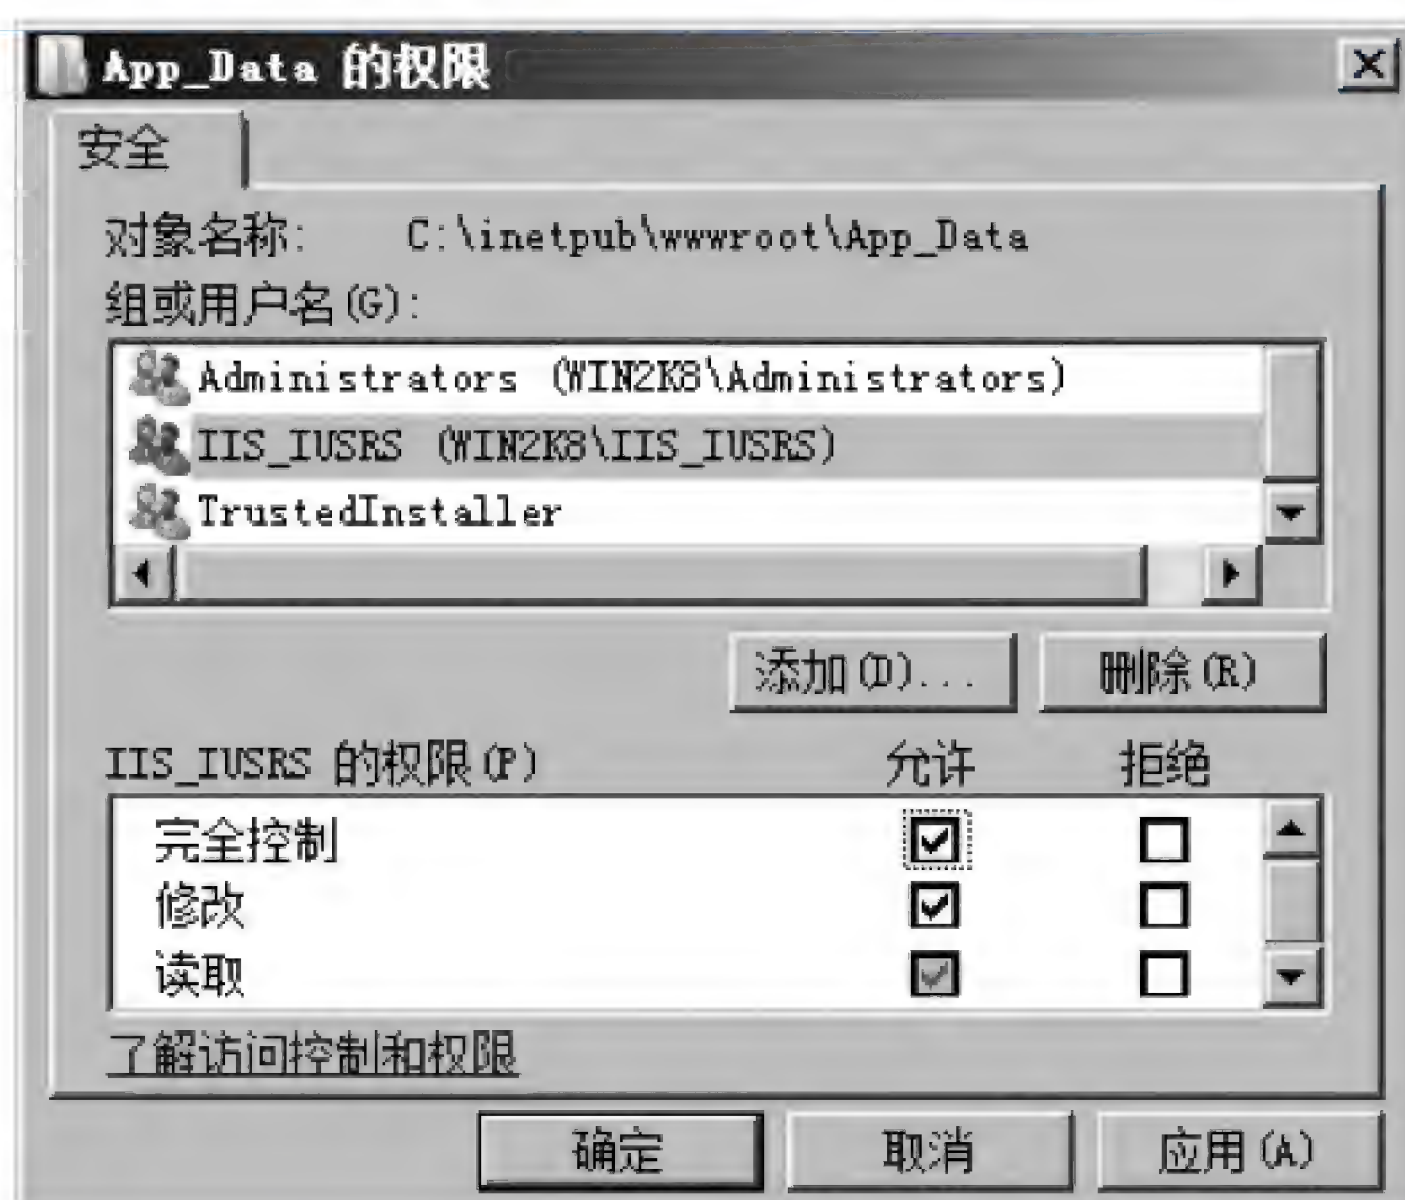 App_Data 的权限
安全
对象名称: C:\inetpub\wwwroot\App_Data
组或用户名(G):
Administrators (WIN2K8\Administrators)
IIS_IUSRS (WIN2K8\IIS_IUSRS)
TrustedInstaller
添加(D)... 删除(R)
IIS_IUSRS 的权限(P) 允许 拒绝
完全控制
修改
读取
了解访问控制和权限
确定 取消 应用(A)